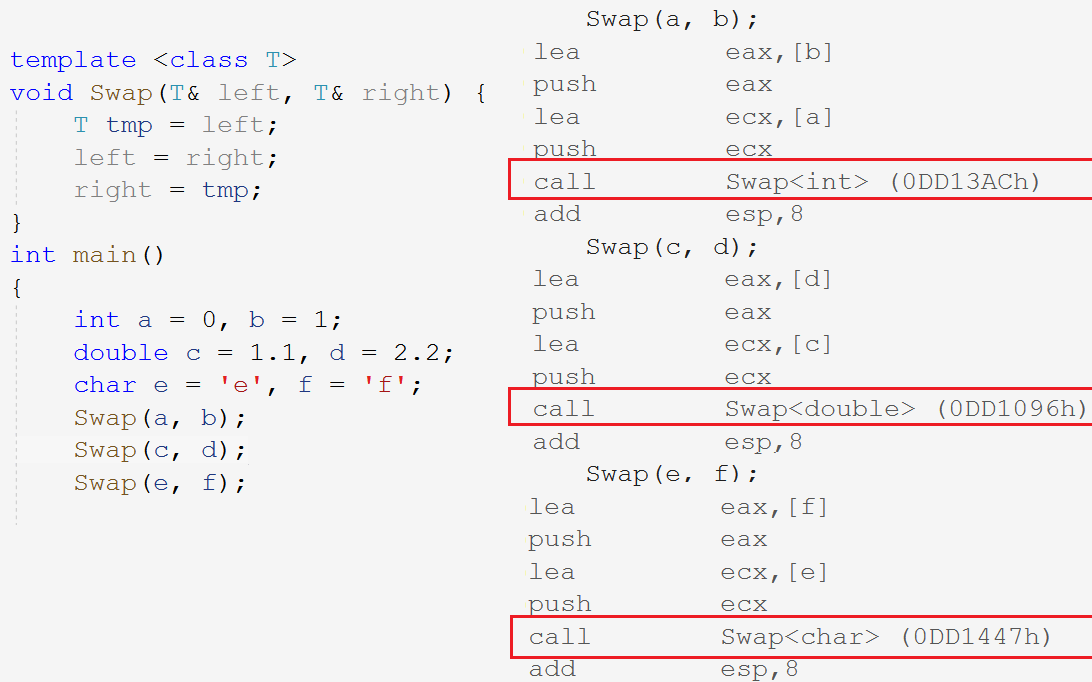 template <class T>
void Swap(T& left, T& right) {
    T tmp = left;
    left = right;
    right = tmp;
}
int main()
{
    int a = 0, b = 1;
    double c = 1.1, d = 2.2;
    char e = 'e', f = 'f';
    Swap(a, b);
    Swap(c, d);
    Swap(e, f);
    Swap(a, b);
lea         eax,[b]
push        eax
lea         ecx,[a]
push        ecx
call        Swap<int> (0DD13ACh)
add         esp,8
    Swap(c, d);
lea         eax,[d]
push        eax
lea         ecx,[c]
push        ecx
call        Swap<double> (0DD1096h)
add         esp,8
    Swap(e, f);
lea         eax,[f]
push        eax
lea         ecx,[e]
push        ecx
call        Swap<char> (0DD1447h)
add         esp,8